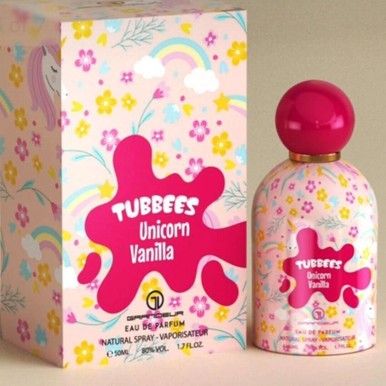 TUBBEES
Unicorn
Vanilla
GRANDEUR
EAU DE PARFUM
NATURAL SPRAY - VAPORISATEUR
℮ 50ML 80% VOL. 1.7 FL.OZ.
TUBBEES
Unicorn
Vanilla
GRANDEUR
EAU DE PARFUM
NATURAL SPRAY - VAPORISATEUR